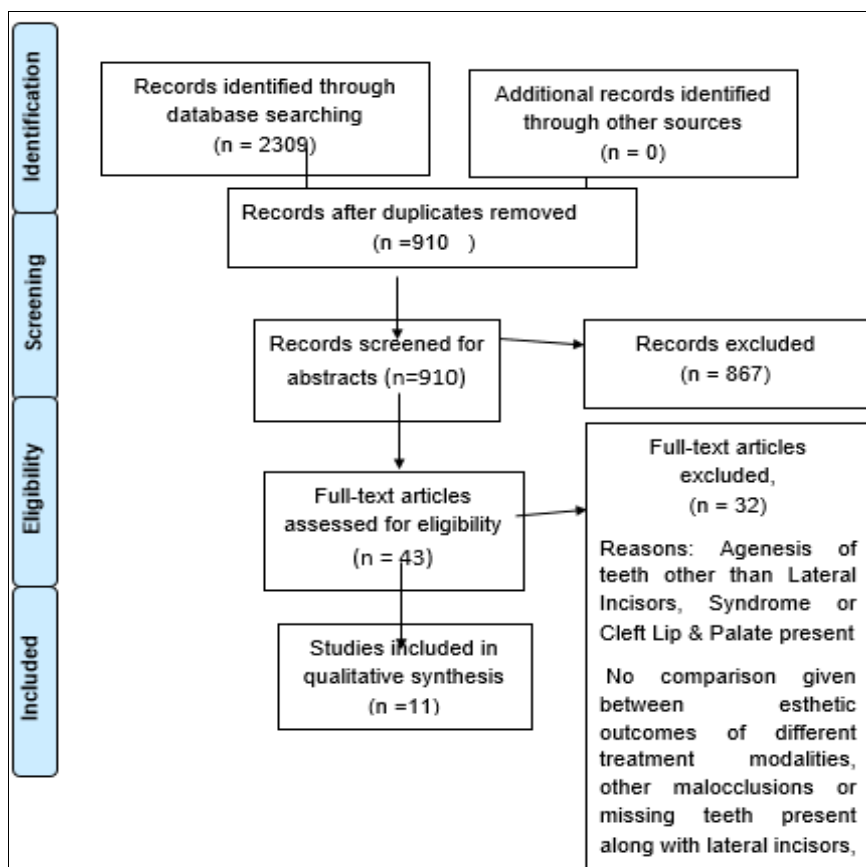 Identification
Records identified through
database searching
(n = 2309)
Additional records identified
through other sources
(n = 0)
Records after duplicates removed
(n =910   )
Screening
Records screened for
abstracts (n=910)
Records excluded
(n = 867)
Eligibility
Full-text articles
assessed for eligibility
(n = 43)
Full-text articles
excluded,
(n = 32)
Reasons: Agenesis of
teeth other than Lateral
Incisors, Syndrome or
Cleft Lip & Palate present
No comparison given
between esthetic
outcomes of different
treatment modalities,
other malocclusions or
missing teeth present
along with lateral incisors,
Included
Studies included in
qualitative synthesis
(n =11)